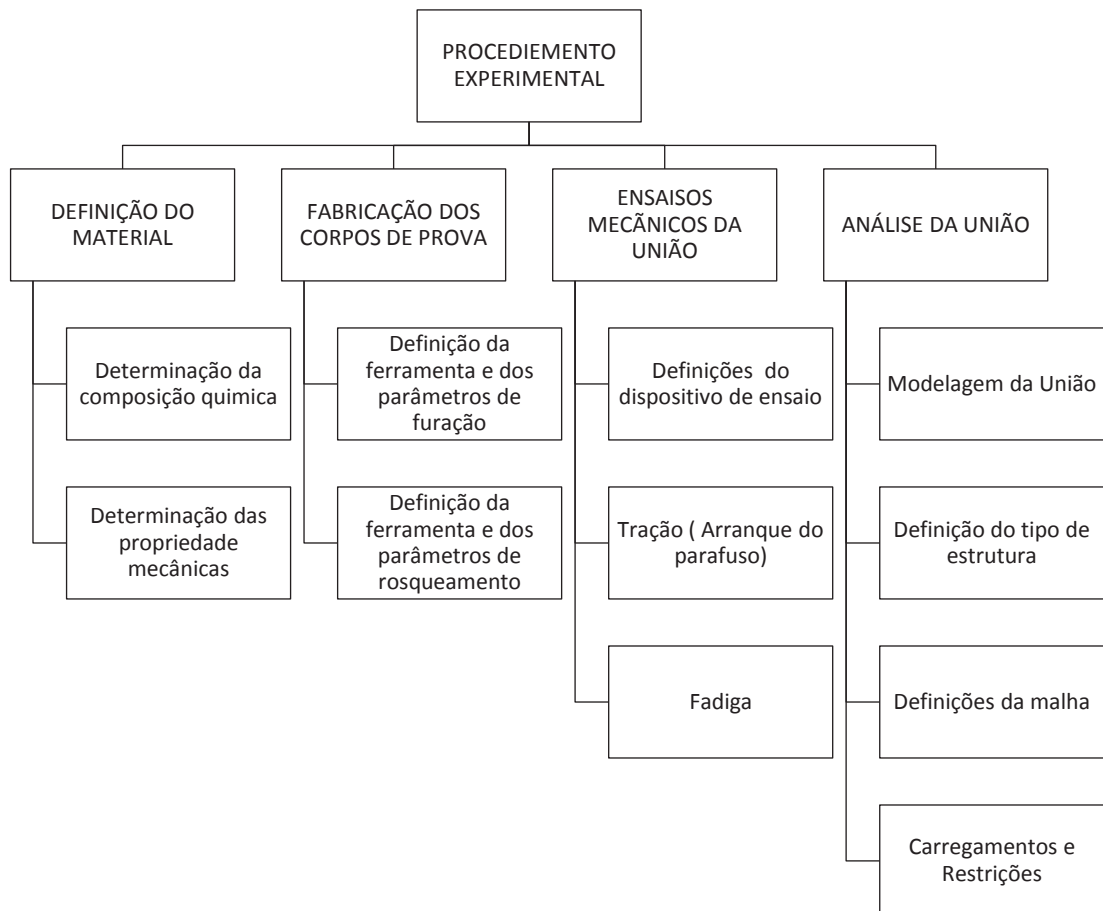 PROCEDIEMENTO
EXPERIMENTAL
DEFINIÇÃO DO
MATERIAL
Determinação da
composição quimica
Determinação das
propriedade
mecânicas
FABRICAÇÃO DOS
CORPOS DE PROVA
Definição da
ferramenta e dos
parâmetros de
furação
Definição da
ferramenta e dos
parâmetros de
rosqueamento
ENSAISOS
MECÃNICOS DA
UNIÃO
Definições  do
dispositivo de ensaio
Tração ( Arranque do
parafuso)
Fadiga
ANÁLISE DA UNIÃO
Modelagem da União
Definição do tipo de
estrutura
Definições da malha
Carregamentos e
Restrições